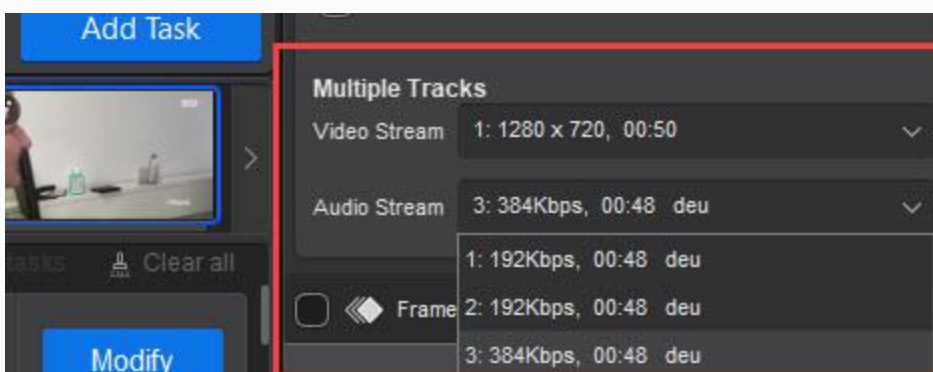 Add Task
Multiple Tracks
Video Stream 1: 1280 x 720, 00:50
Audio Stream 3: 384Kbps, 00:48 deu
tasks Clear all
1: 192Kbps, 00:48 deu
Frame 2: 192Kbps, 00:48 deu
Modify 3: 384Kbps, 00:48 deu